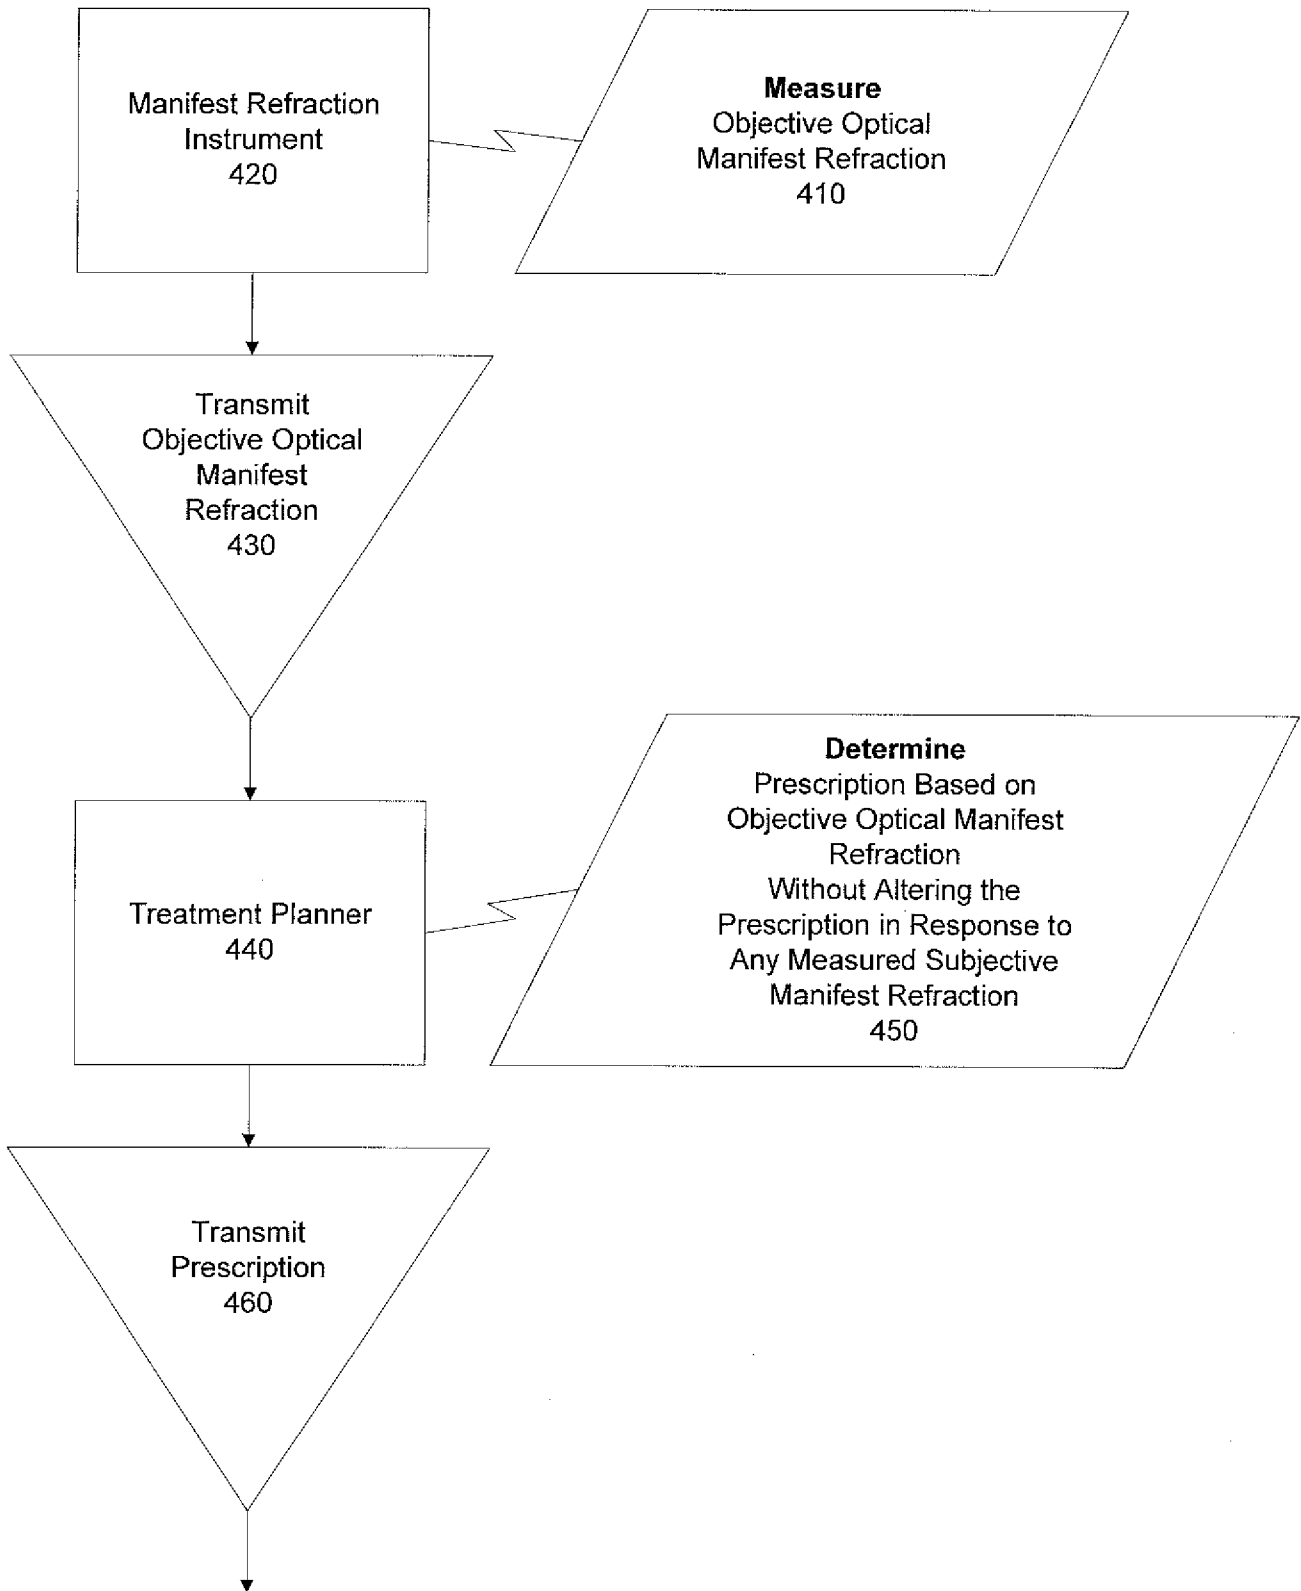 Manifest Refraction
Instrument
420
Measure
Objective Optical
Manifest Refraction
410
Transmit
Objective Optical
Manifest
Refraction
430
Treatment Planner
440
Determine
Prescription Based on
Objective Optical Manifest
Refraction
Without Altering the
Prescription in Response to
Any Measured Subjective
Manifest Refraction
450
Transmit
Prescription
460